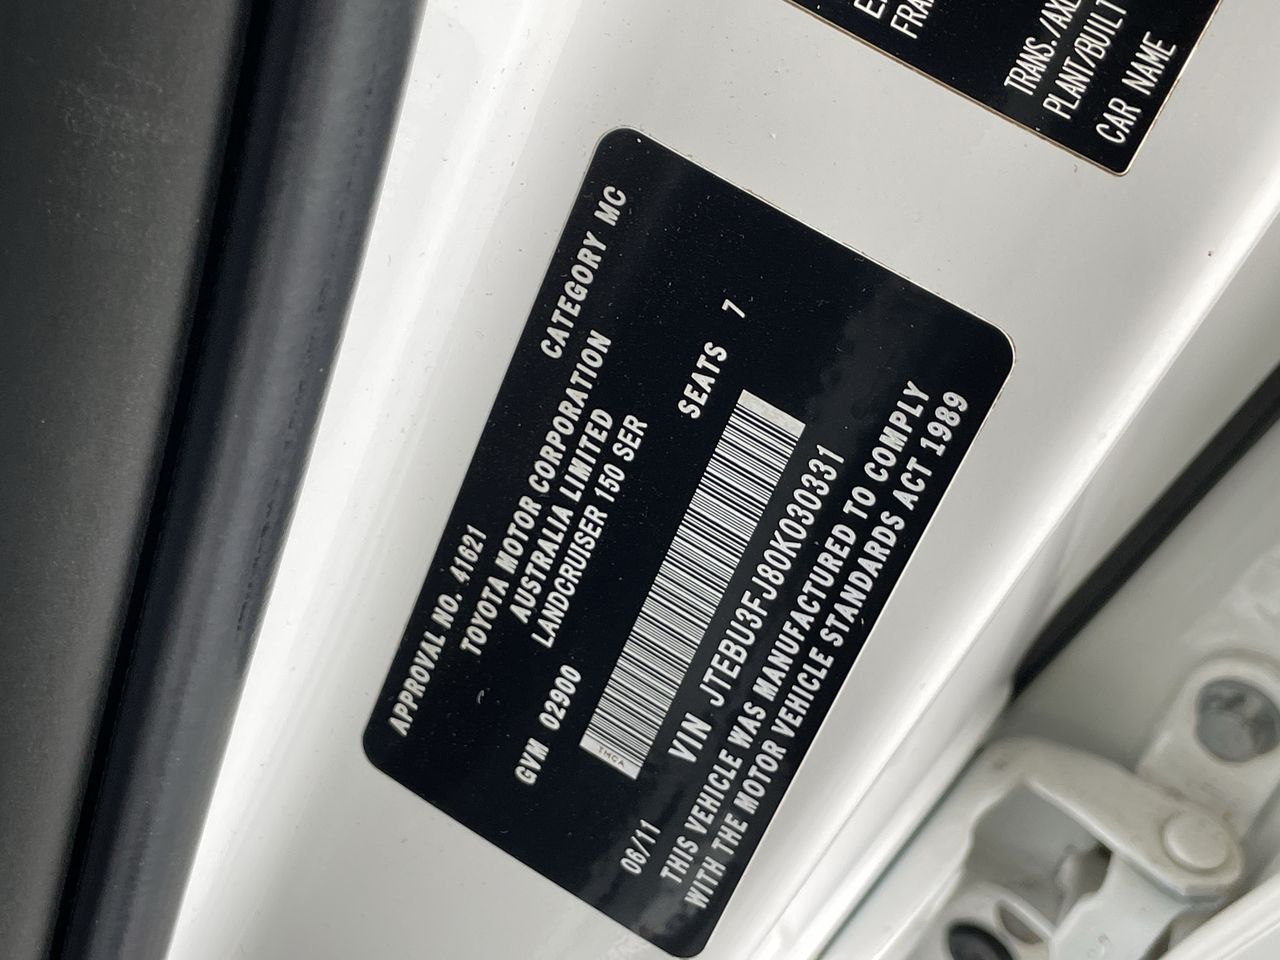 TRANS./AXLE
PLANT/BUILT
CAR NAME
APPROVAL NO. 41621 CATEGORY MC
TOYOTA MOTOR CORPORATION
AUSTRALIA LIMITED
LANDCRUISER 150 SER
GVM 02900 SEATS 7
TMCA
06/11 VIN JTEBU3FJ80K030331
THIS VEHICLE WAS MANUFACTURED TO COMPLY
WITH THE MOTOR VEHICLE STANDARDS ACT 1989